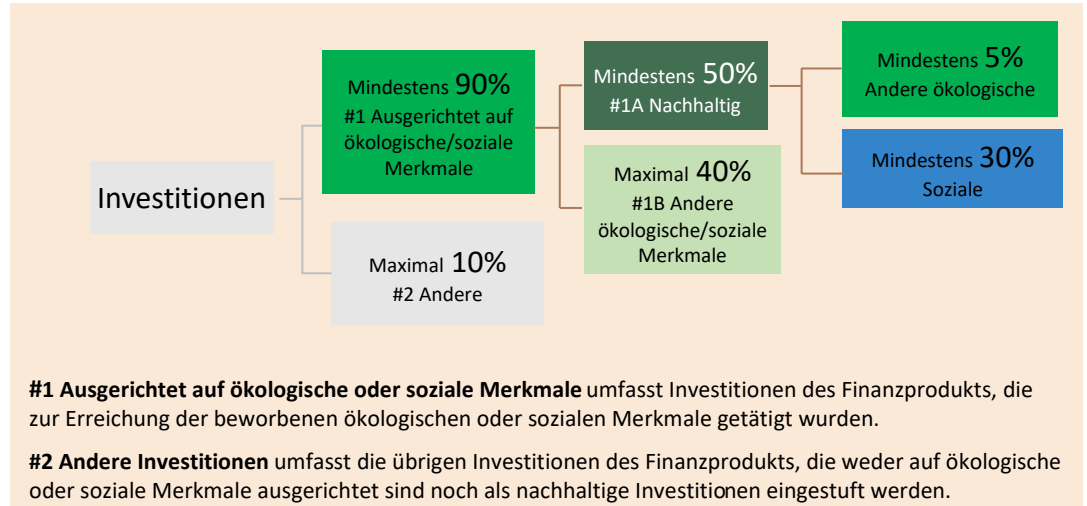 Investitionen
Mindestens 90%
#1 Ausgerichtet auf
ökologische/soziale
Merkmale
Maximal 10%
#2 Andere
Mindestens 50%
#1A Nachhaltig
Maximal 40%
#1B Andere
ökologische/soziale
Merkmale
Mindestens 5%
Andere ökologische
Mindestens 30%
Soziale
#1 Ausgerichtet auf ökologische oder soziale Merkmale umfasst Investitionen des Finanzprodukts, die
zur Erreichung der beworbenen ökologischen oder sozialen Merkmale getätigt wurden.
#2 Andere Investitionen umfasst die übrigen Investitionen des Finanzprodukts, die weder auf ökologische
oder soziale Merkmale ausgerichtet sind noch als nachhaltige Investitionen eingestuft werden.